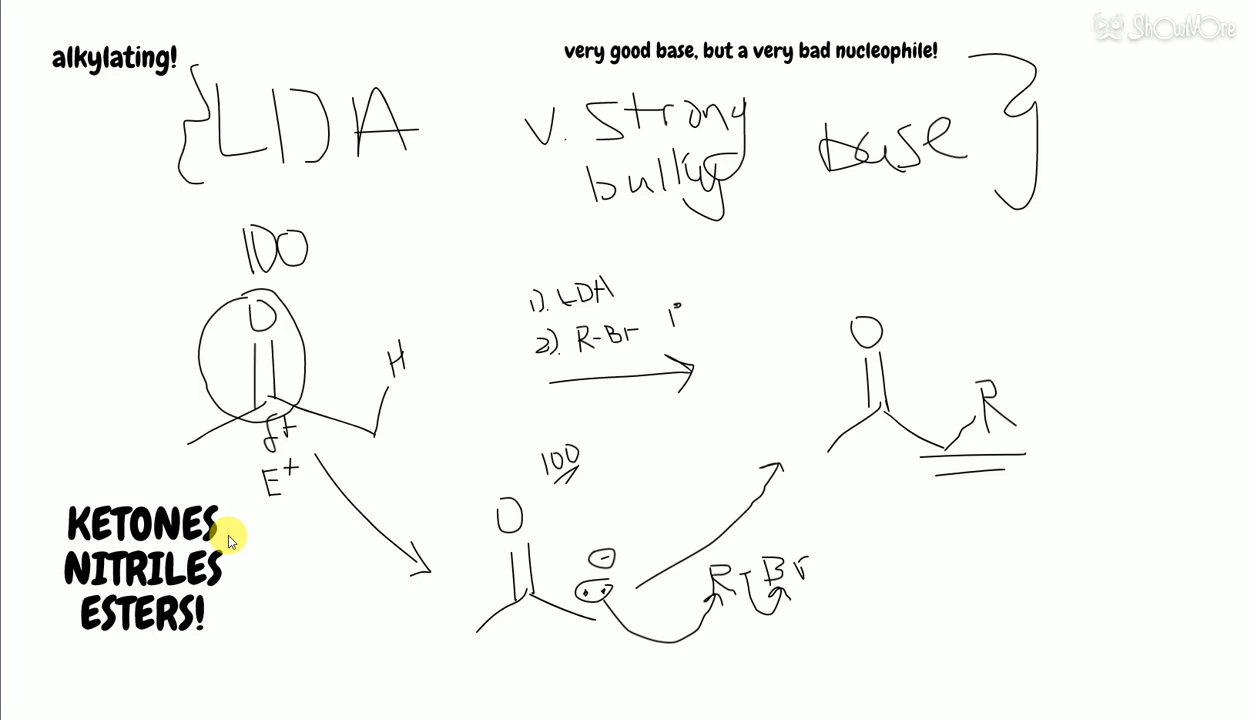 ShowMore
alkylating!
very good base, but a very bad nucleophile!
{LDA v. strong bulky base}
100
O
H
δ+
E+
1). LDA
2). R-Br 1°
O
R
KETONES
NITRILES
ESTERS!
100
O
-
R Br